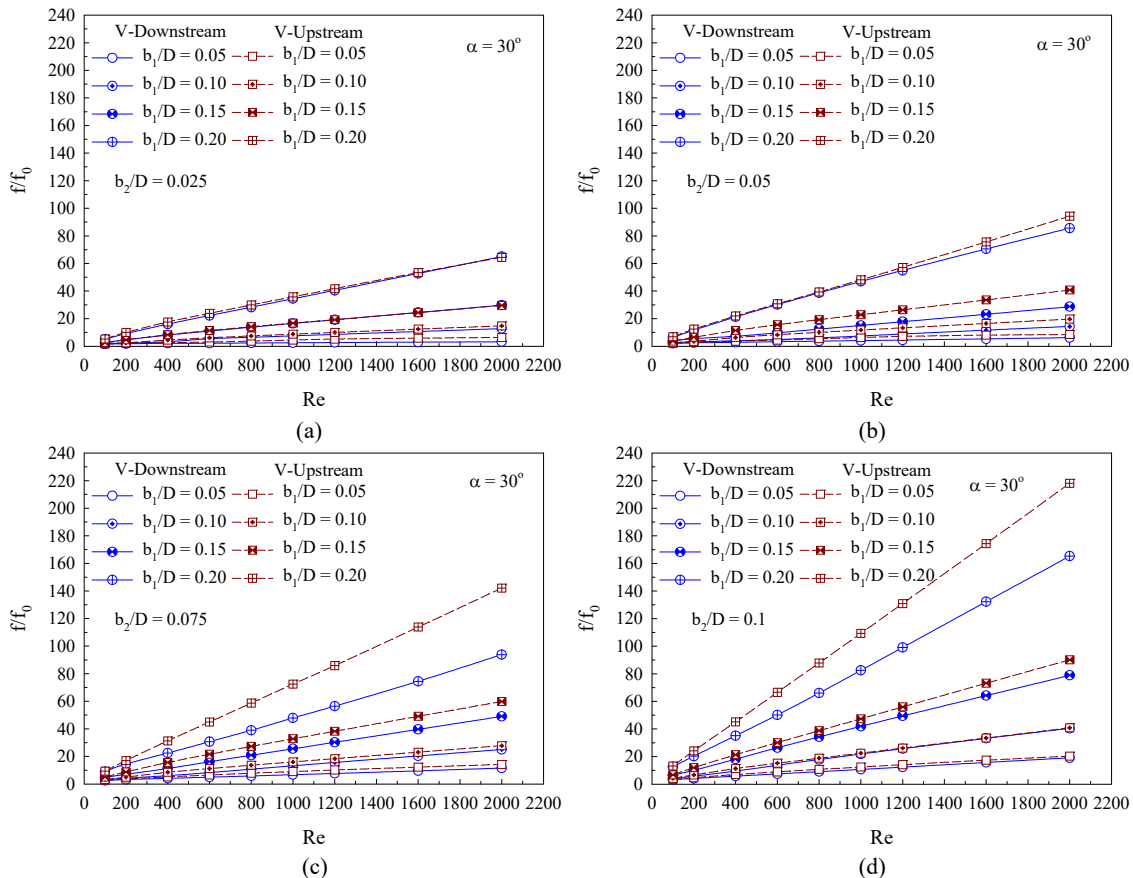 240
220
200
180
160
140
120
100
80
60
40
20
0
f/f0
V-Downstream V-Upstream
b1/D = 0.05 b1/D = 0.05
b1/D = 0.10 b1/D = 0.10
b1/D = 0.15 b1/D = 0.15
b1/D = 0.20 b1/D = 0.20
α = 30o
b2/D = 0.025
0 200 400 600 800 1000 1200 1400 1600 1800 2000 2200
Re
(a)
240
220
200
180
160
140
120
100
80
60
40
20
0
f/f0
V-Downstream V-Upstream
b1/D = 0.05 b1/D = 0.05
b1/D = 0.10 b1/D = 0.10
b1/D = 0.15 b1/D = 0.15
b1/D = 0.20 b1/D = 0.20
α = 30o
b2/D = 0.05
0 200 400 600 800 1000 1200 1400 1600 1800 2000 2200
Re
(b)
240
220
200
180
160
140
120
100
80
60
40
20
0
f/f0
V-Downstream V-Upstream
b1/D = 0.05 b1/D = 0.05
b1/D = 0.10 b1/D = 0.10
b1/D = 0.15 b1/D = 0.15
b1/D = 0.20 b1/D = 0.20
α = 30o
b2/D = 0.075
0 200 400 600 800 1000 1200 1400 1600 1800 2000 2200
Re
(c)
240
220
200
180
160
140
120
100
80
60
40
20
0
f/f0
V-Downstream V-Upstream
b1/D = 0.05 b1/D = 0.05
b1/D = 0.10 b1/D = 0.10
b1/D = 0.15 b1/D = 0.15
b1/D = 0.20 b1/D = 0.20
α = 30o
b2/D = 0.1
0 200 400 600 800 1000 1200 1400 1600 1800 2000 2200
Re
(d)